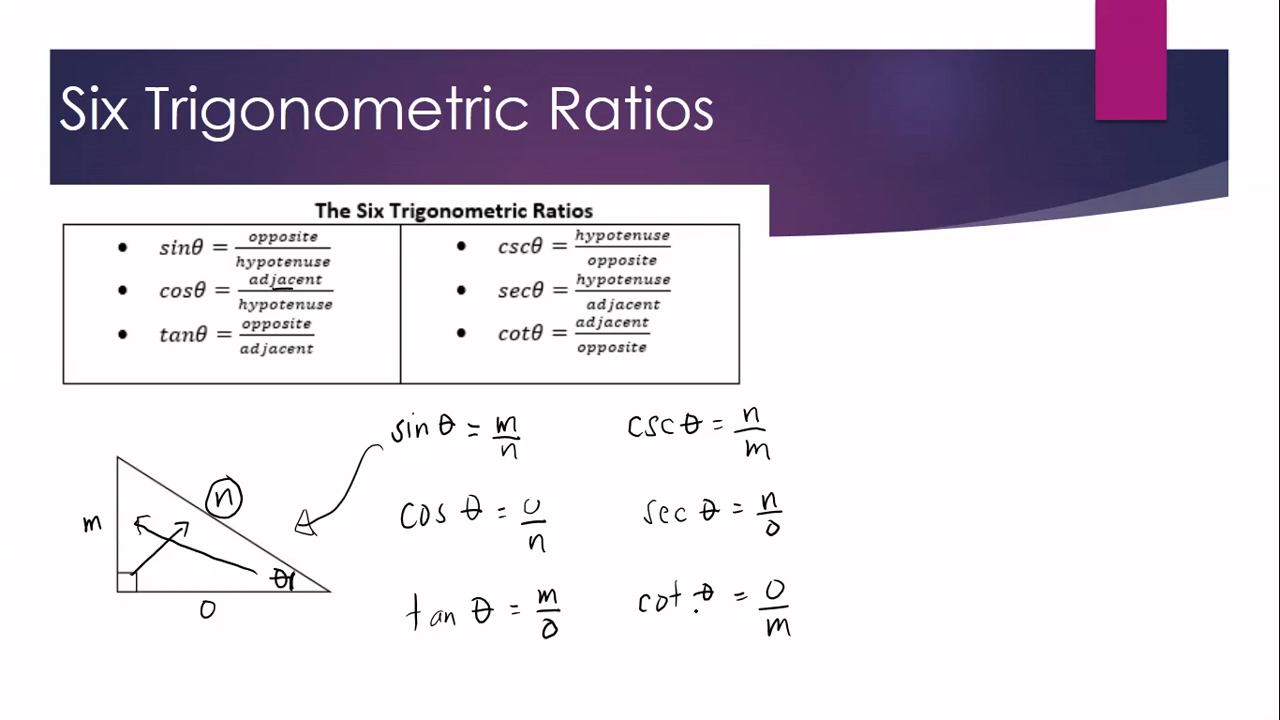 Six Trigonometric Ratios
The Six Trigonometric Ratios
• sinθ = opposite/hypotenuse
• cosθ = adjacent/hypotenuse
• tanθ = opposite/adjacent
• cscθ = hypotenuse/opposite
• secθ = hypotenuse/adjacent
• cotθ = adjacent/opposite
m
n
θ
o
sin θ = m/n
cos θ = o/n
tan θ = m/o
csc θ = n/m
sec θ = n/o
cot θ = o/m